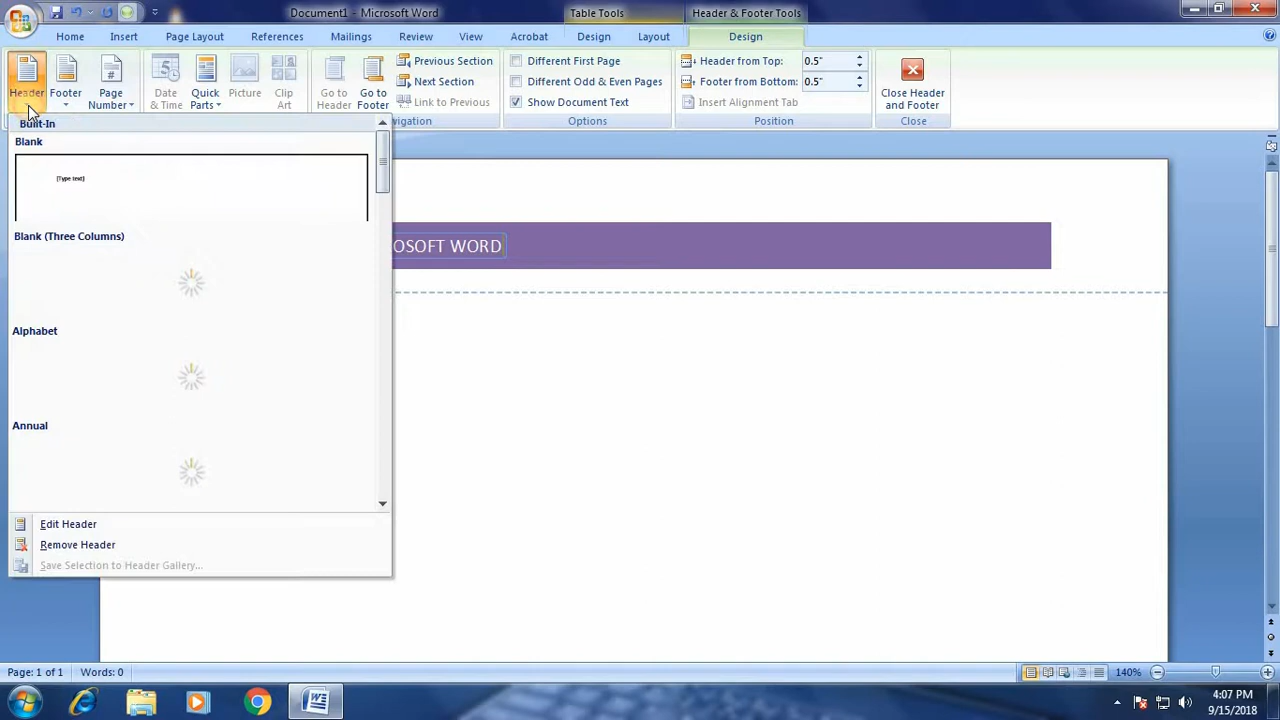 Document1 - Microsoft Word
Table Tools
Header & Footer Tools
Home
Insert
Page Layout
References
Mailings
Review
View
Acrobat
Design
Layout
Design
Header
Footer
Page Number
Date & Time
Quick Parts
Picture
Clip Art
Go to Header
Go to Footer
Previous Section
Next Section
Link to Previous
Different First Page
Different Odd & Even Pages
Show Document Text
Header from Top: 0.5"
Footer from Bottom: 0.5"
Insert Alignment Tab
Close Header and Footer
vigation
Options
Position
Close
Built-In
Blank
[Type text]
Blank (Three Columns)
OSOFT WORD
Alphabet
Annual
Edit Header
Remove Header
Save Selection to Header Gallery...
Page: 1 of 1
Words: 0
140%
4:07 PM
9/15/2018